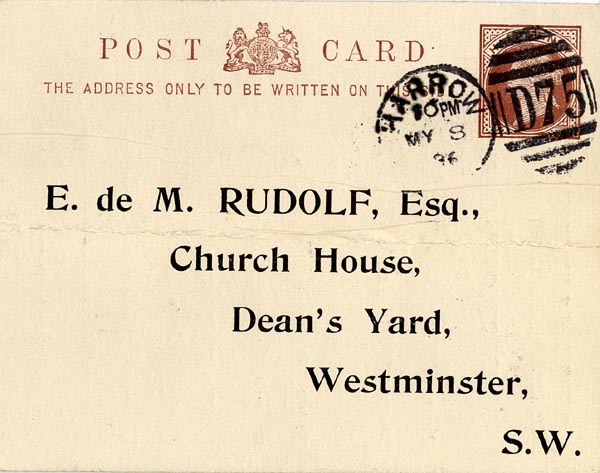 POST CARD
THE ADDRESS ONLY TO BE WRITTEN ON THIS
HARROW
10 PM
MY 8
96
D75
E. de M. RUDOLF, Esq.,
Church House,
Dean's Yard,
Westminster,
S.W.